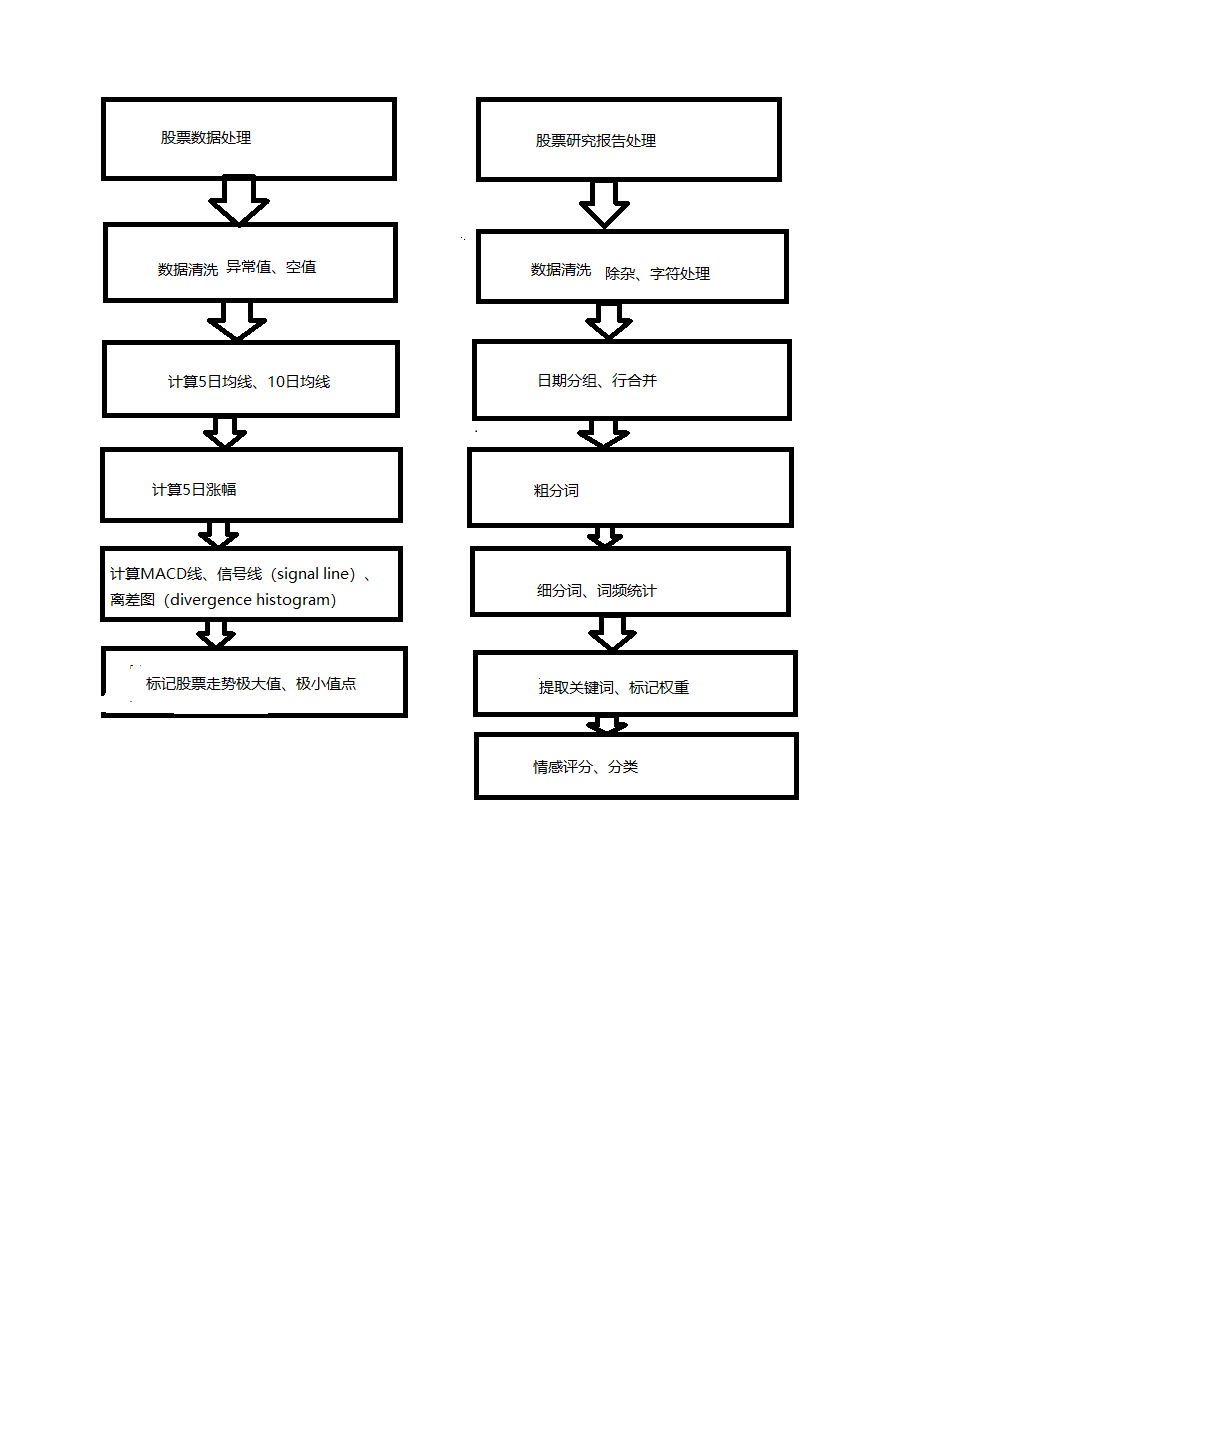 股票数据处理
数据清洗 异常值、空值
计算5日均线、10日均线
计算5日涨幅
计算MACD线、信号线（signal line）、
离差图（divergence histogram）
标记股票走势极大值、极小值点
股票研究报告处理
数据清洗 除杂、字符处理
日期分组、行合并
粗分词
细分词、词频统计
提取关键词、标记权重
情感评分、分类